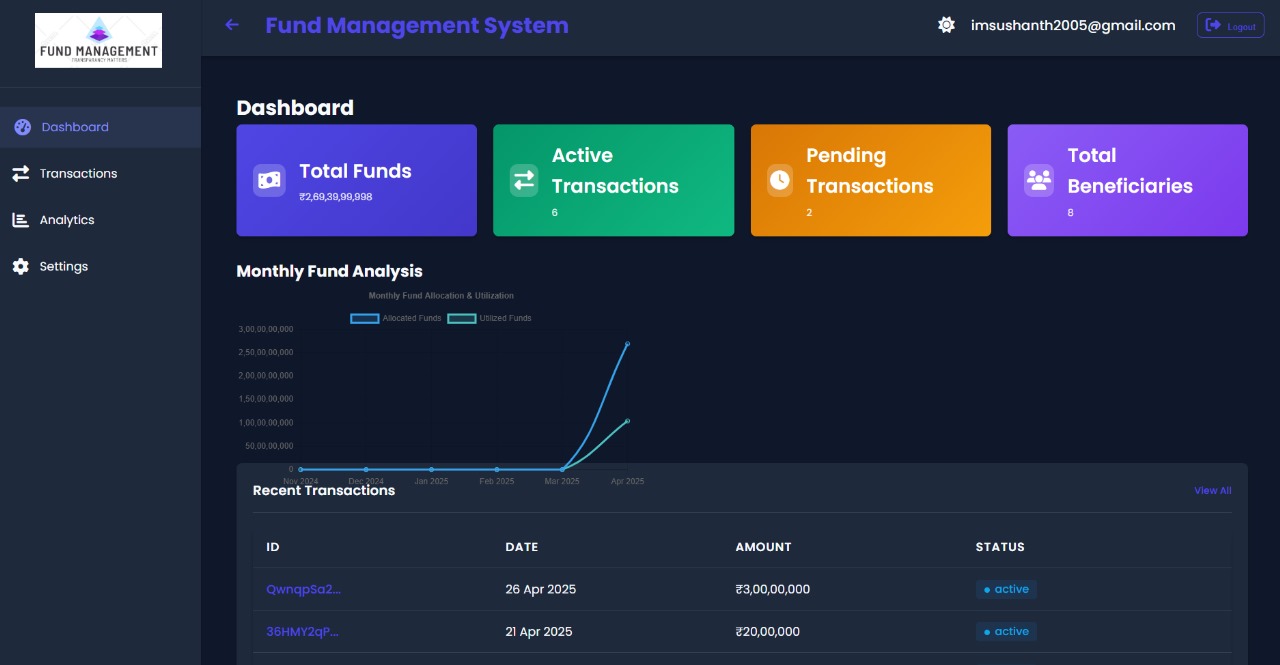 FUND MANAGEMENT
TRANSPARANCY MATTERS
Fund Management System
imsushanth2005@gmail.com
Logout
Dashboard
Transactions
Analytics
Settings
Dashboard
Total Funds
₹2,69,39,99,998
Active
Transactions
6
Pending
Transactions
2
Total
Beneficiaries
8
Monthly Fund Analysis
Monthly Fund Allocation & Utilization
Allocated Funds Utilized Funds
3,00,00,00,000
2,50,00,00,000
2,00,00,00,000
1,50,00,00,000
1,00,00,00,000
50,00,00,000
0
Nov 2024 Dec 2024 Jan 2025 Feb 2025 Mar 2025 Apr 2025
Recent Transactions
View All
ID DATE AMOUNT STATUS
QwnqpSa2... 26 Apr 2025 ₹3,00,00,000 active
36HMY2qP... 21 Apr 2025 ₹20,00,000 active